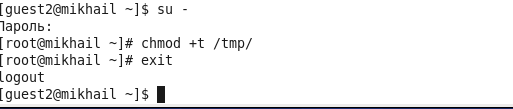 [guest2@mikhail ~]$ su -
Пароль:
[root@mikhail ~]# chmod +t /tmp/
[root@mikhail ~]# exit
logout
[guest2@mikhail ~]$